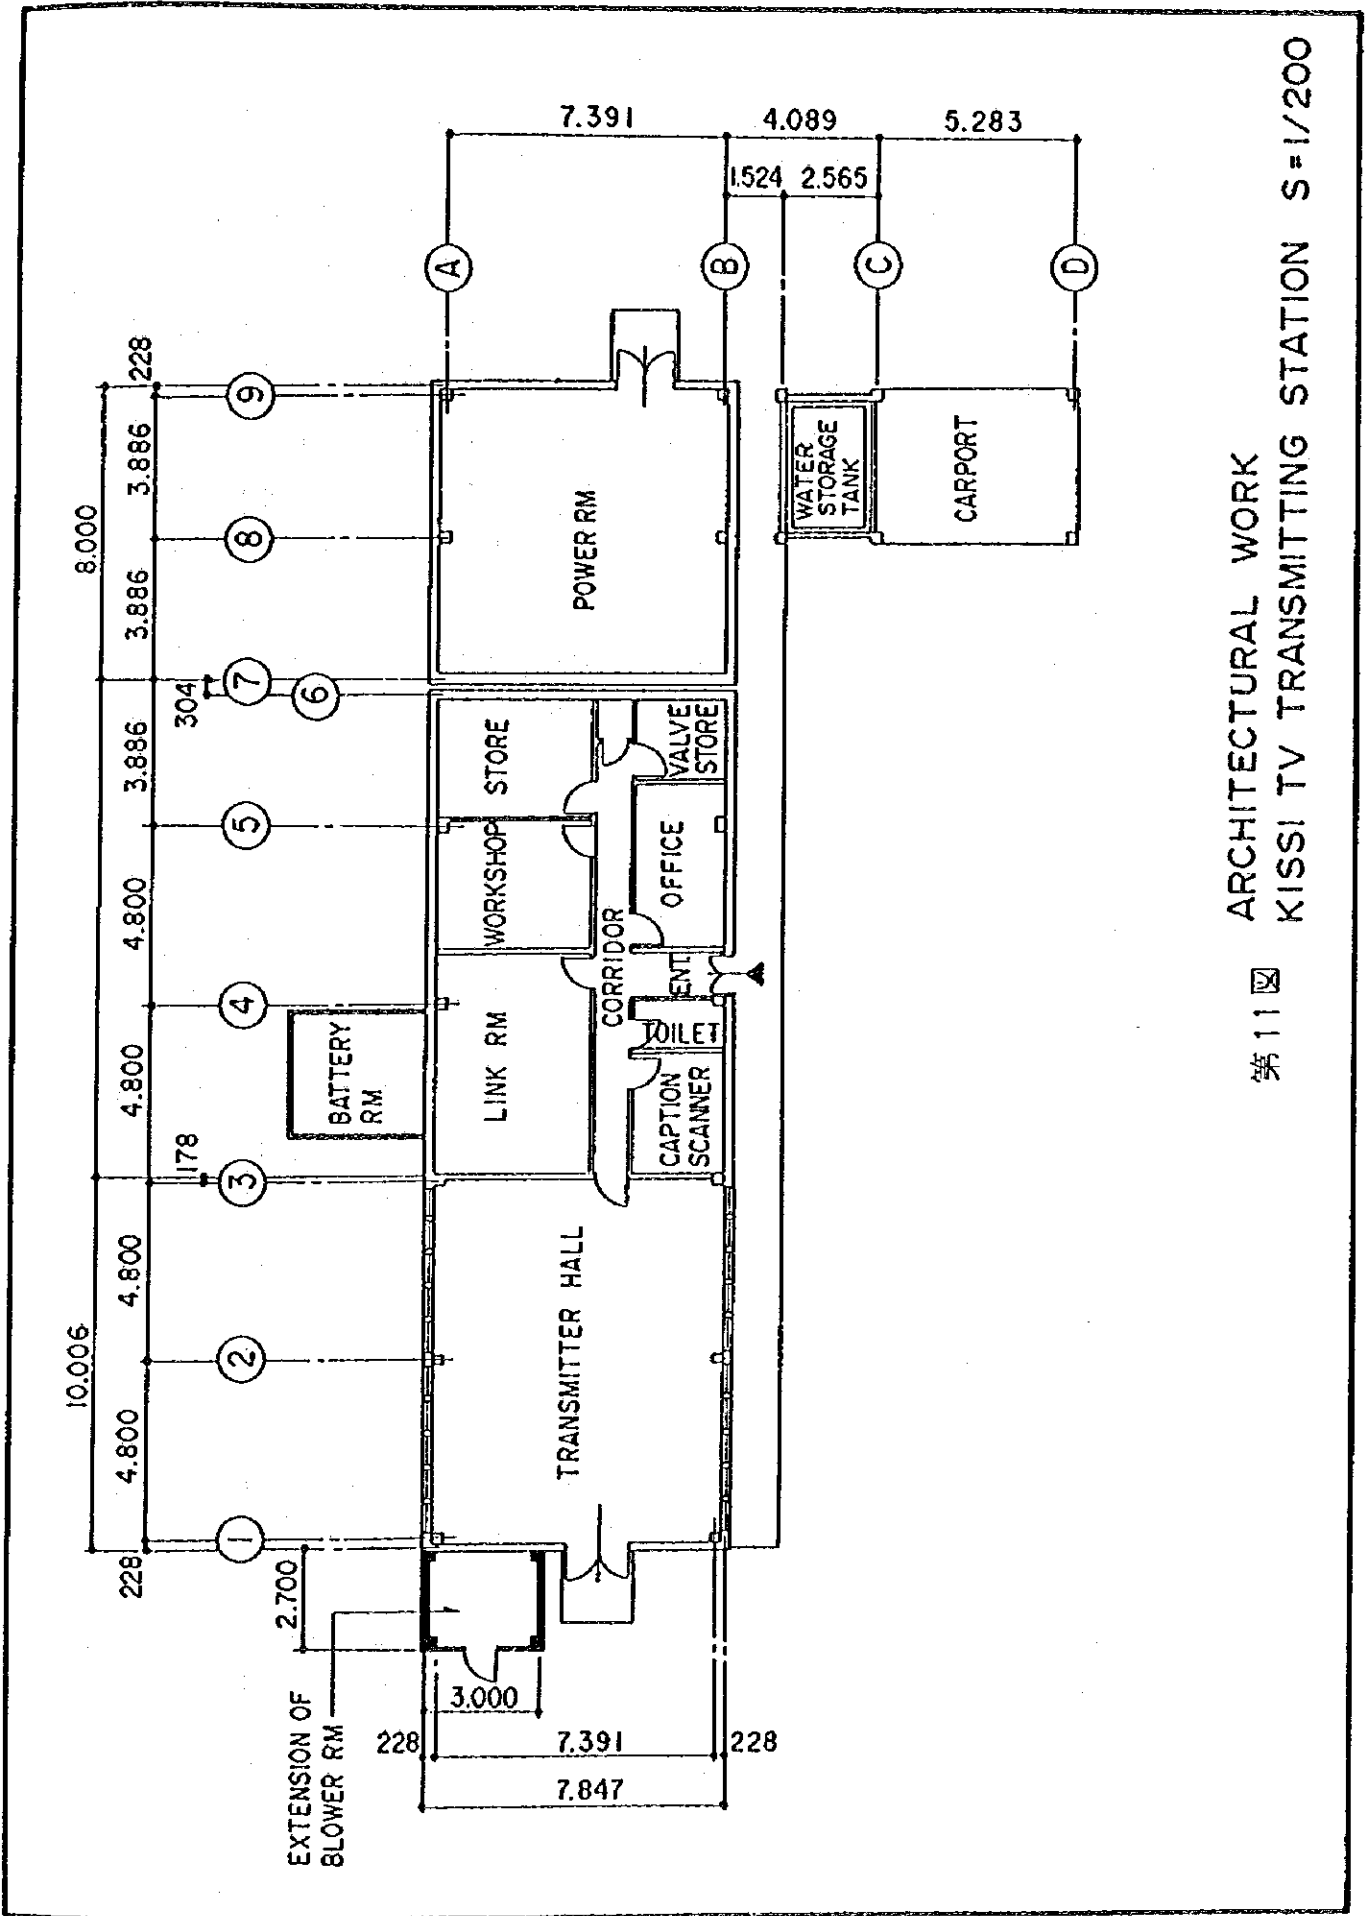 8.000
10.006
228
3.886
3.886
3.886
4.800
4.800
4.800
4.800
228
304
178
9
8
7
6
5
4
3
2
1
7.391
4.089
5.283
1.524
2.565
A
B
C
D
POWER RM
WATER
STORAGE
TANK
CARPORT
STORE
VALVE
STORE
WORKSHOP
OFFICE
CORRIDOR
ENT
LINK RM
TOILET
BATTERY
RM
CAPTION
SCANNER
TRANSMITTER HALL
2.700
EXTENSION OF
BLOWER RM
3.000
228
7.391
228
7.847
第11図
ARCHITECTURAL WORK
KISSI TV TRANSMITTING STATION S=1/200